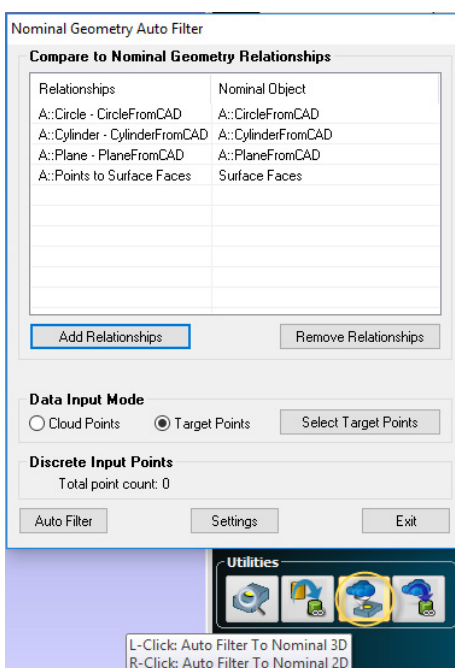 Nominal Geometry Auto Filter
Compare to Nominal Geometry Relationships
Relationships Nominal Object
A::Circle - CircleFromCAD A::CircleFromCAD
A::Cylinder - CylinderFromCAD A::CylinderFromCAD
A::Plane - PlaneFromCAD A::PlaneFromCAD
A::Points to Surface Faces Surface Faces
Add Relationships Remove Relationships
Data Input Mode
Cloud Points Target Points Select Target Points
Discrete Input Points
Total point count: 0
Auto Filter Settings Exit
Utilities
L-Click: Auto Filter To Nominal 3D
R-Click: Auto Filter To Nominal 2D